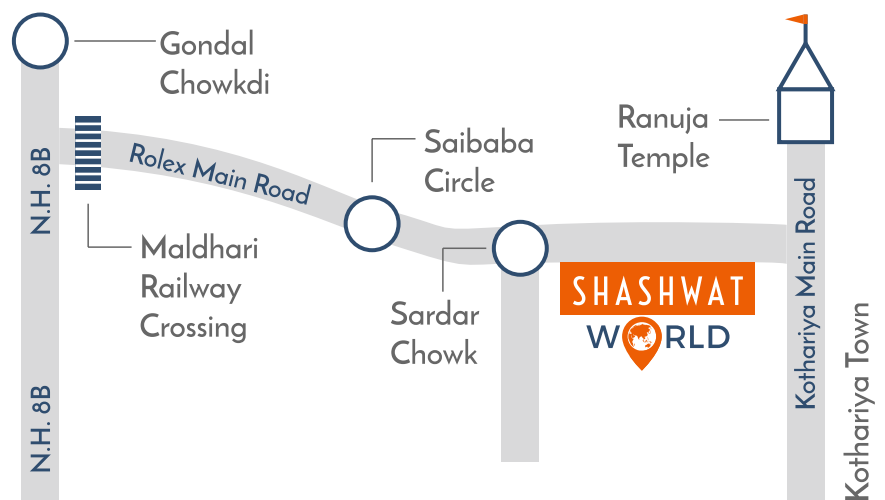 Gondal
Chowkdi
Ranuja
Temple
Saibaba
Circle
Rolex Main Road
N.H. 8B
Maldhari
Railway
Crossing
Sardar
Chowk
SHASHWAT
WORLD
Kothariya Main Road
Kothariya Town
N.H. 8B